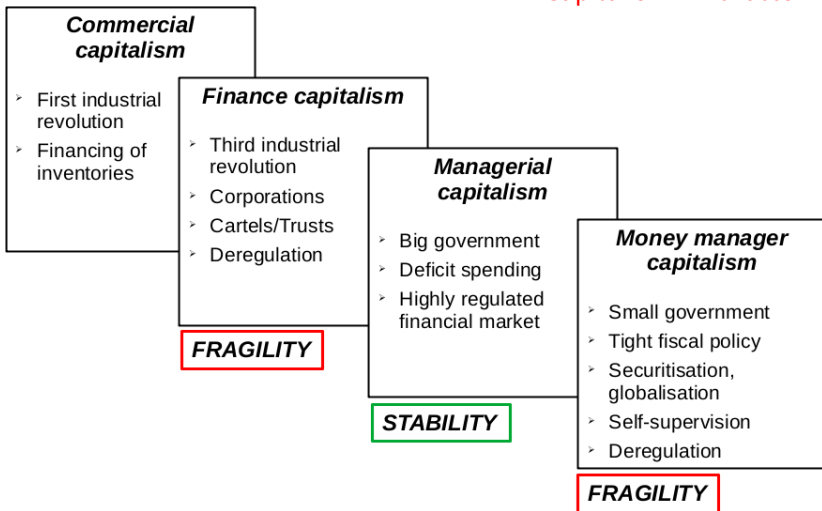 Commercial
capitalism
➢ First industrial
revolution
➢ Financing of
inventories
Finance capitalism
➢ Third industrial
revolution
➢ Corporations
➢ Cartels/Trusts
➢ Deregulation
FRAGILITY
Managerial
capitalism
➢ Big government
➢ Deficit spending
➢ Highly regulated
financial market
STABILITY
Money manager
capitalism
➢ Small government
➢ Tight fiscal policy
➢ Securitisation,
globalisation
➢ Self-supervision
➢ Deregulation
FRAGILITY